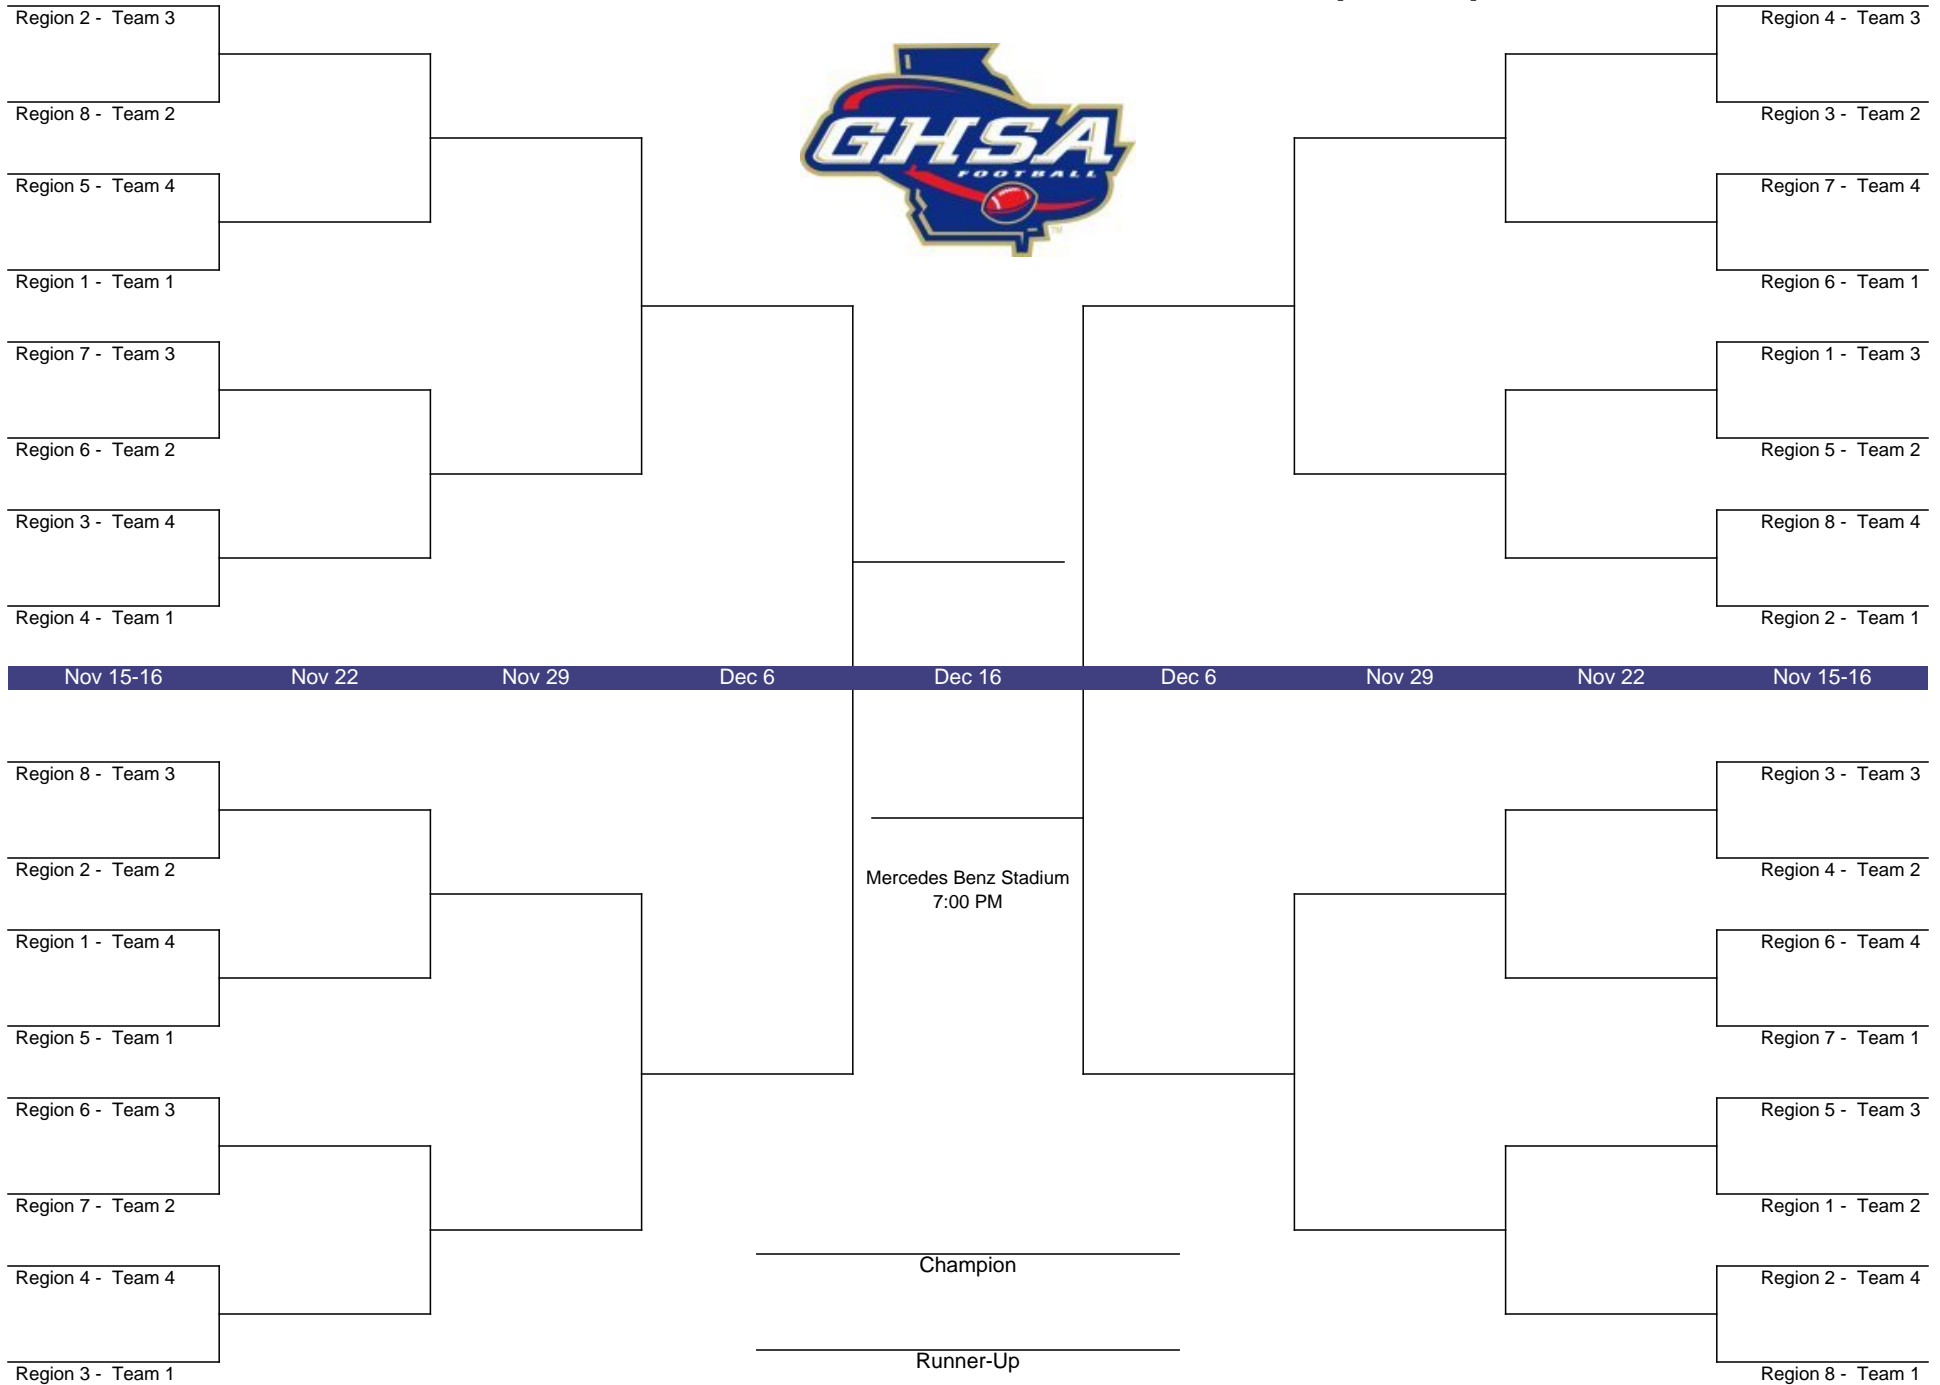 Region 2 - Team 3
Region 8 - Team 2
Region 5 - Team 4
Region 1 - Team 1
Region 7 - Team 3
Region 6 - Team 2
Region 3 - Team 4
Region 4 - Team 1
GHSA
FOOTBALL
TM
Region 4 - Team 3
Region 3 - Team 2
Region 7 - Team 4
Region 6 - Team 1
Region 1 - Team 3
Region 5 - Team 2
Region 8 - Team 4
Region 2 - Team 1
Nov 15-16 Nov 22 Nov 29 Dec 6 Dec 16 Dec 6 Nov 29 Nov 22 Nov 15-16
Region 8 - Team 3
Region 2 - Team 2
Region 1 - Team 4
Region 5 - Team 1
Region 6 - Team 3
Region 7 - Team 2
Region 4 - Team 4
Region 3 - Team 1
Mercedes Benz Stadium
7:00 PM
Champion
Runner-Up
Region 3 - Team 3
Region 4 - Team 2
Region 6 - Team 4
Region 7 - Team 1
Region 5 - Team 3
Region 1 - Team 2
Region 2 - Team 4
Region 8 - Team 1